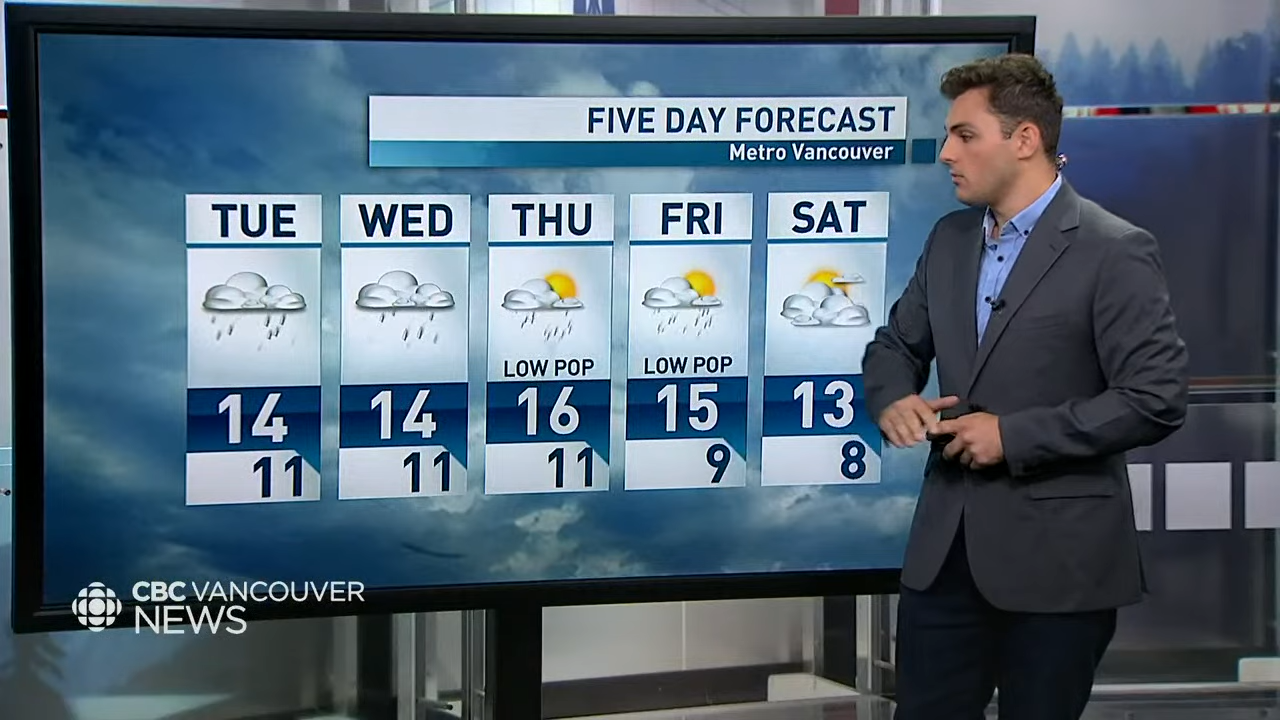 FIVE DAY FORECAST
Metro Vancouver
TUE WED THU FRI SAT
LOW POP LOW POP
14 14 16 15 13
11 11 11 9 8
CBC VANCOUVER
NEWS